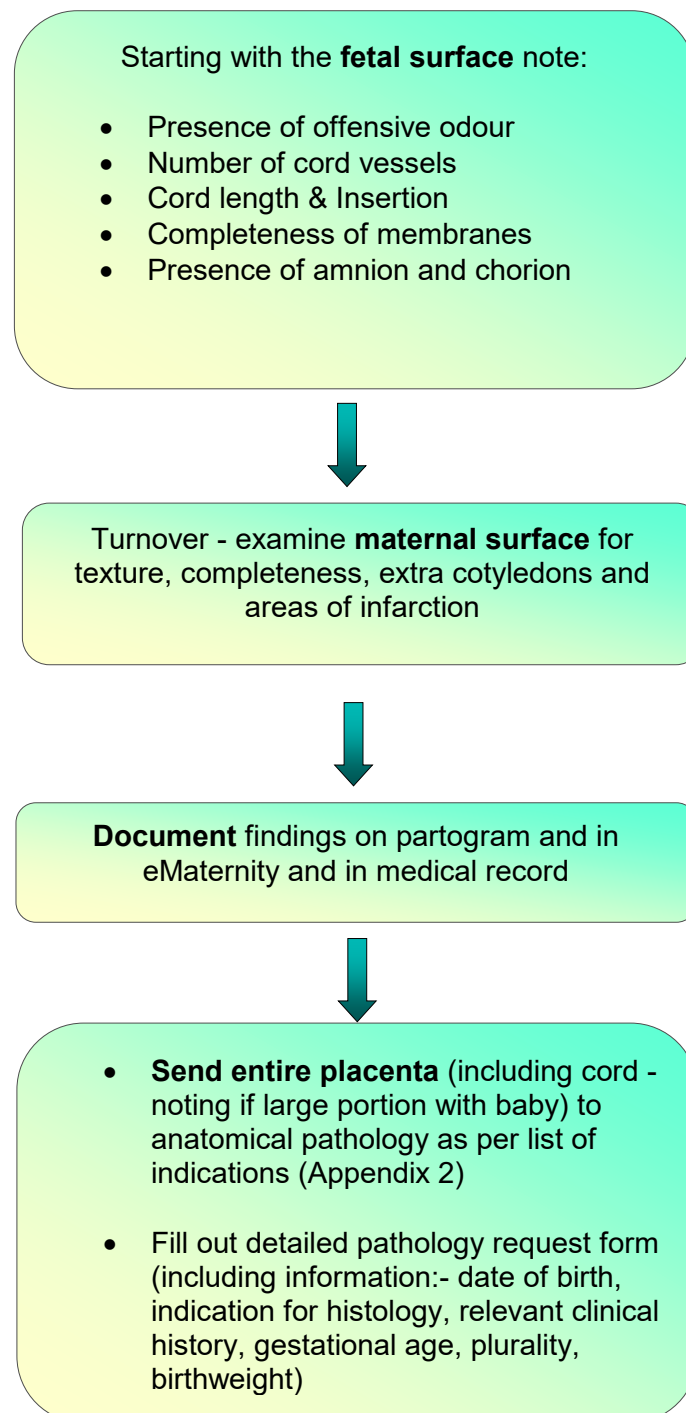 Starting with the fetal surface note:
• Presence of offensive odour
• Number of cord vessels
• Cord length & Insertion
• Completeness of membranes
• Presence of amnion and chorion
Turnover - examine maternal surface for
texture, completeness, extra cotyledons and
areas of infarction
Document findings on partogram and in
eMaternity and in medical record
• Send entire placenta (including cord -
noting if large portion with baby) to
anatomical pathology as per list of
indications (Appendix 2)
• Fill out detailed pathology request form
(including information:- date of birth,
indication for histology, relevant clinical
history, gestational age, plurality,
birthweight)